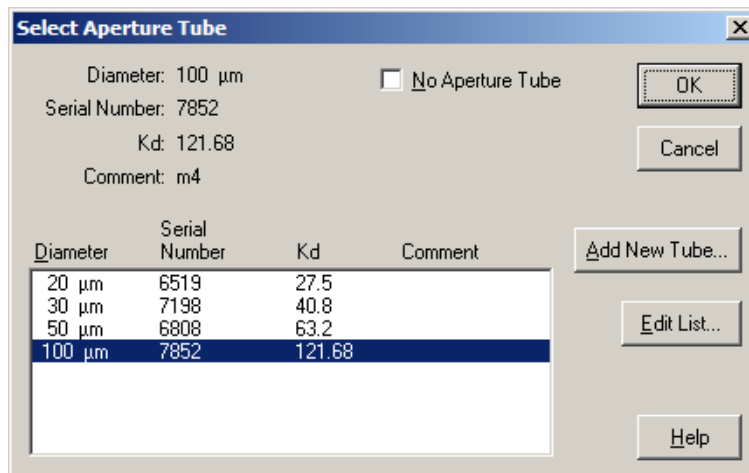 Select Aperture Tube
Diameter: 100 µm
No Aperture Tube
OK
Serial Number: 7852
Kd: 121.68
Cancel
Comment: m4
Diameter Serial Number Kd Comment
Add New Tube...
20 µm 6519 27.5
30 µm 7198 40.8
50 µm 6808 63.2
Edit List...
100 µm 7852 121.68
Help